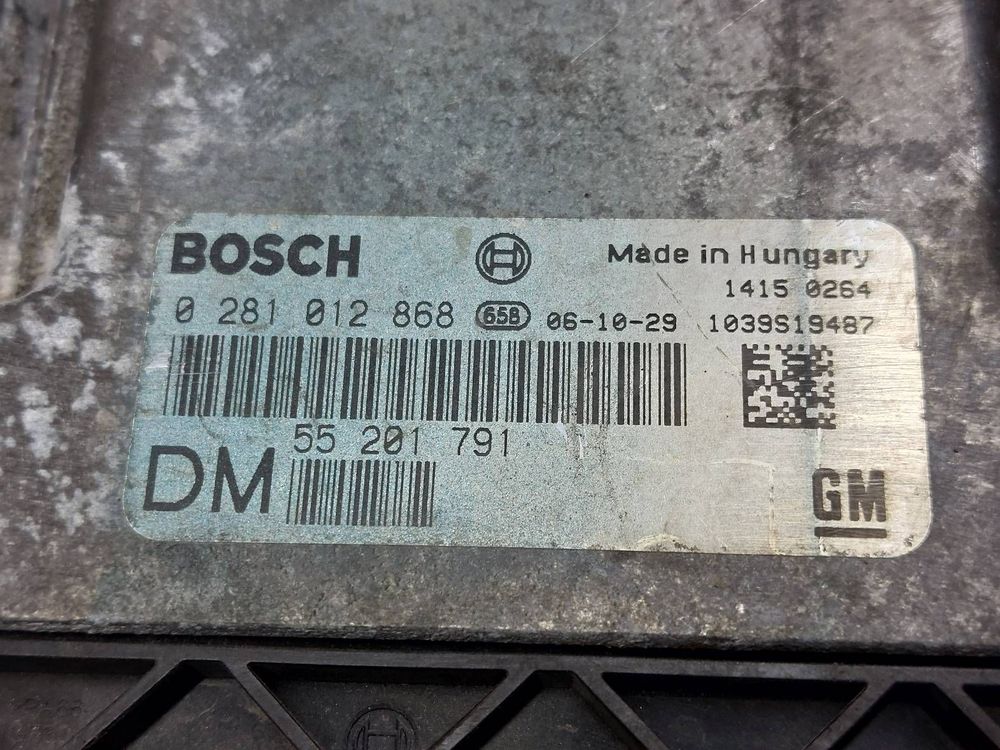 BOSCH
Made in Hungary
1415 0264
0 281 012 868 65B 06-10-29 1039S19487
55 201 791
DM
GM